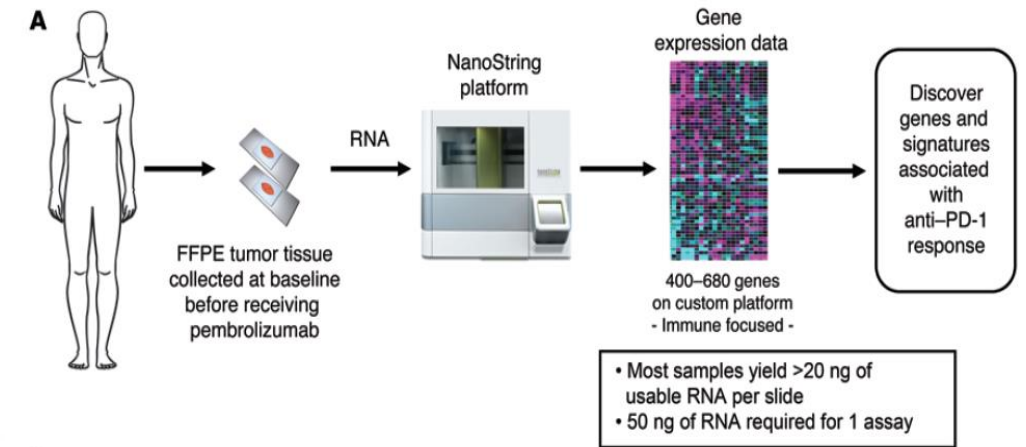 A
FFPE tumor tissue
collected at baseline
before receiving
pembrolizumab
RNA
NanoString
platform
Gene
expression data
400–680 genes
on custom platform
- Immune focused -
• Most samples yield >20 ng of
usable RNA per slide
• 50 ng of RNA required for 1 assay
Discover
genes and
signatures
associated
with
anti–PD-1
response